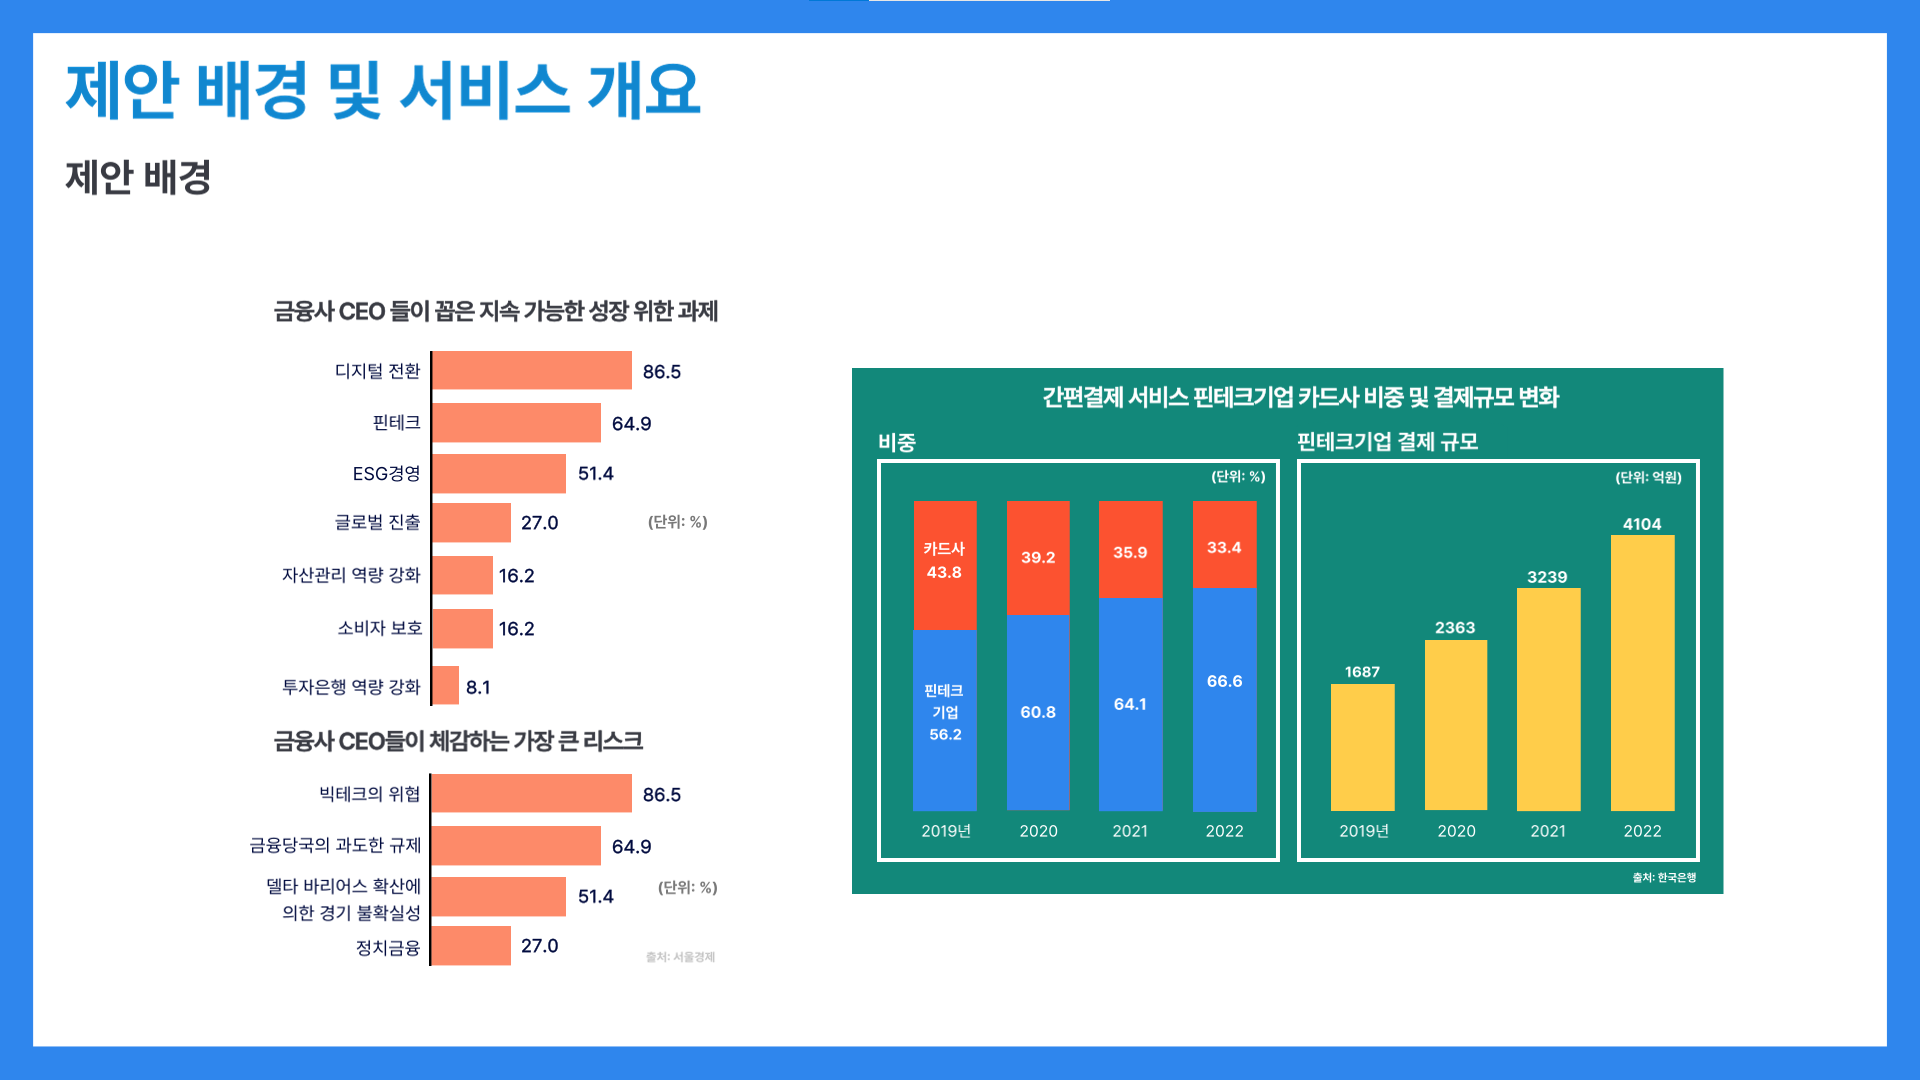 제안 배경 및 서비스 개요
제안 배경
금융사 CEO 들이 꼽은 지속 가능한 성장 위한 과제
디지털 전환 86.5
핀테크 64.9
ESG경영 51.4
글로벌 진출 27.0 (단위: %)
자산관리 역량 강화 16.2
소비자 보호 16.2
투자은행 역량 강화 8.1
금융사 CEO들이 체감하는 가장 큰 리스크
빅테크의 위협 86.5
금융당국의 과도한 규제 64.9
델타 바리어스 확산에
의한 경기 불확실성 51.4 (단위: %)
정치금융 27.0
출처: 서울경제
간편결제 서비스 핀테크기업 카드사 비중 및 결제규모 변화
비중
(단위: %)
카드사
43.8 39.2 35.9 33.4
핀테크
기업
56.2 60.8 64.1 66.6
2019년 2020 2021 2022
핀테크기업 결제 규모
(단위: 억원)
1687 2363 3239 4104
2019년 2020 2021 2022
출처: 한국은행